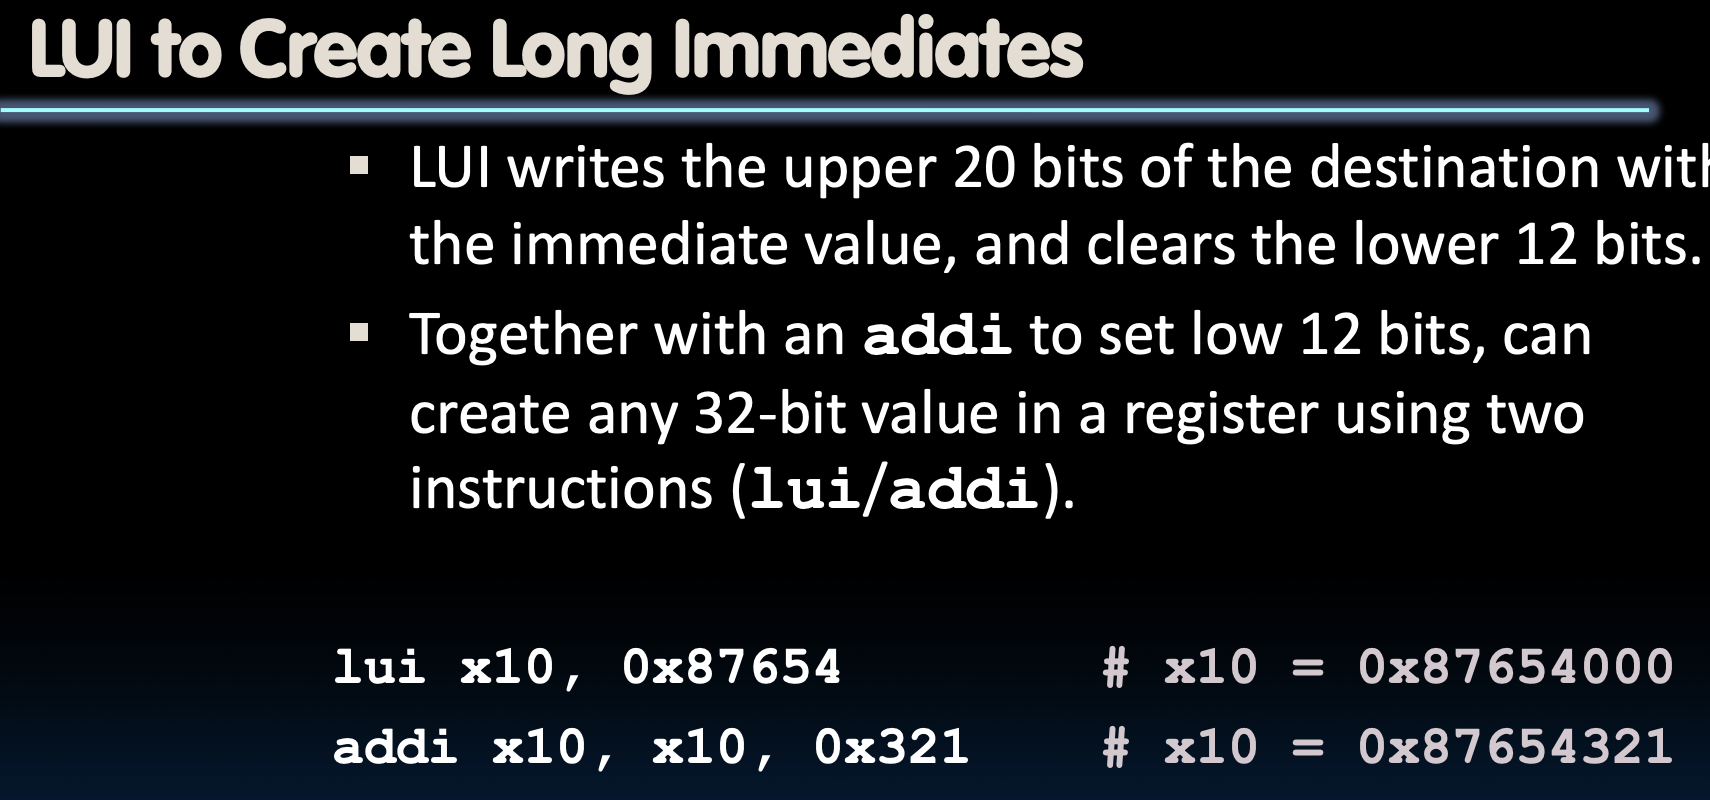 LUI to Create Long Immediates
▪ LUI writes the upper 20 bits of the destination with
the immediate value, and clears the lower 12 bits.
▪ Together with an addi to set low 12 bits, can
create any 32-bit value in a register using two
instructions (lui/addi).
lui x10, 0x87654 # x10 = 0x87654000
addi x10, x10, 0x321 # x10 = 0x87654321